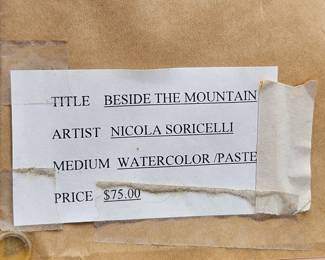 TITLE BESIDE THE MOUNTAIN
ARTIST NICOLA SORICELLI
MEDIUM WATERCOLOR /PASTE
PRICE $75.00